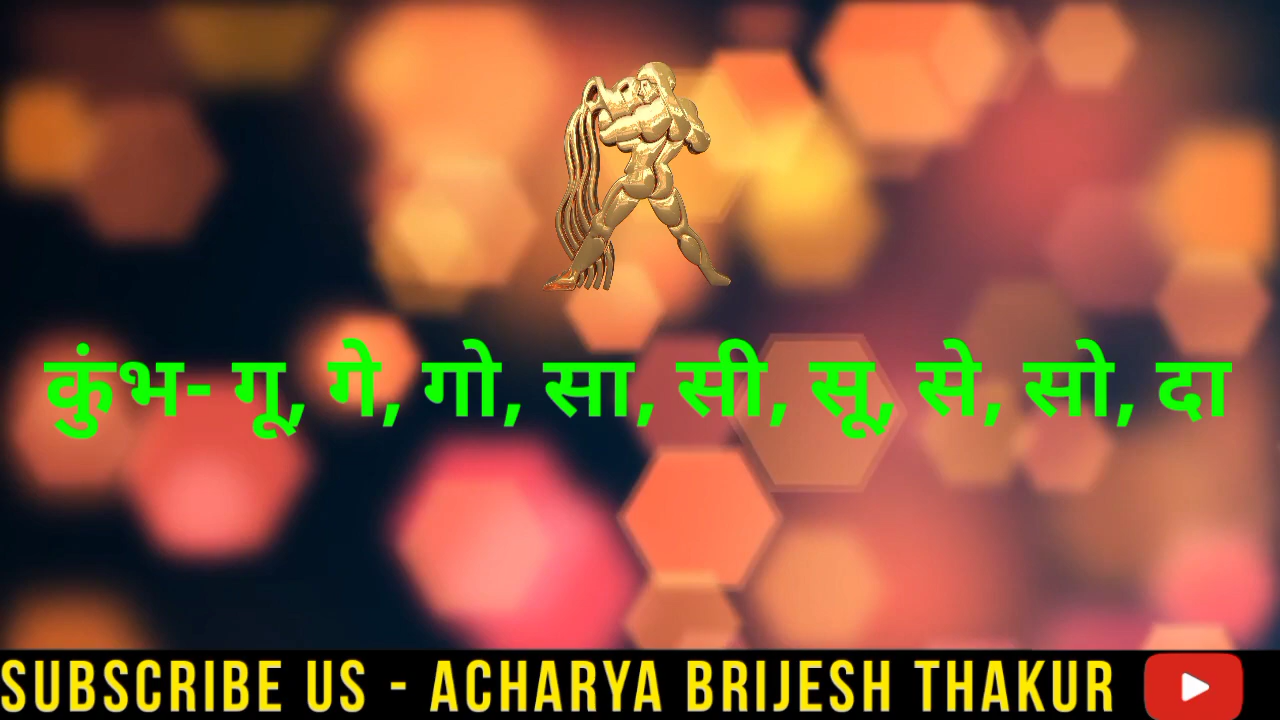 कुंभ- गू, गे, गो, सा, सी, सू, से, सो, दा
SUBSCRIBE US - ACHARYA BRIJESH THAKUR